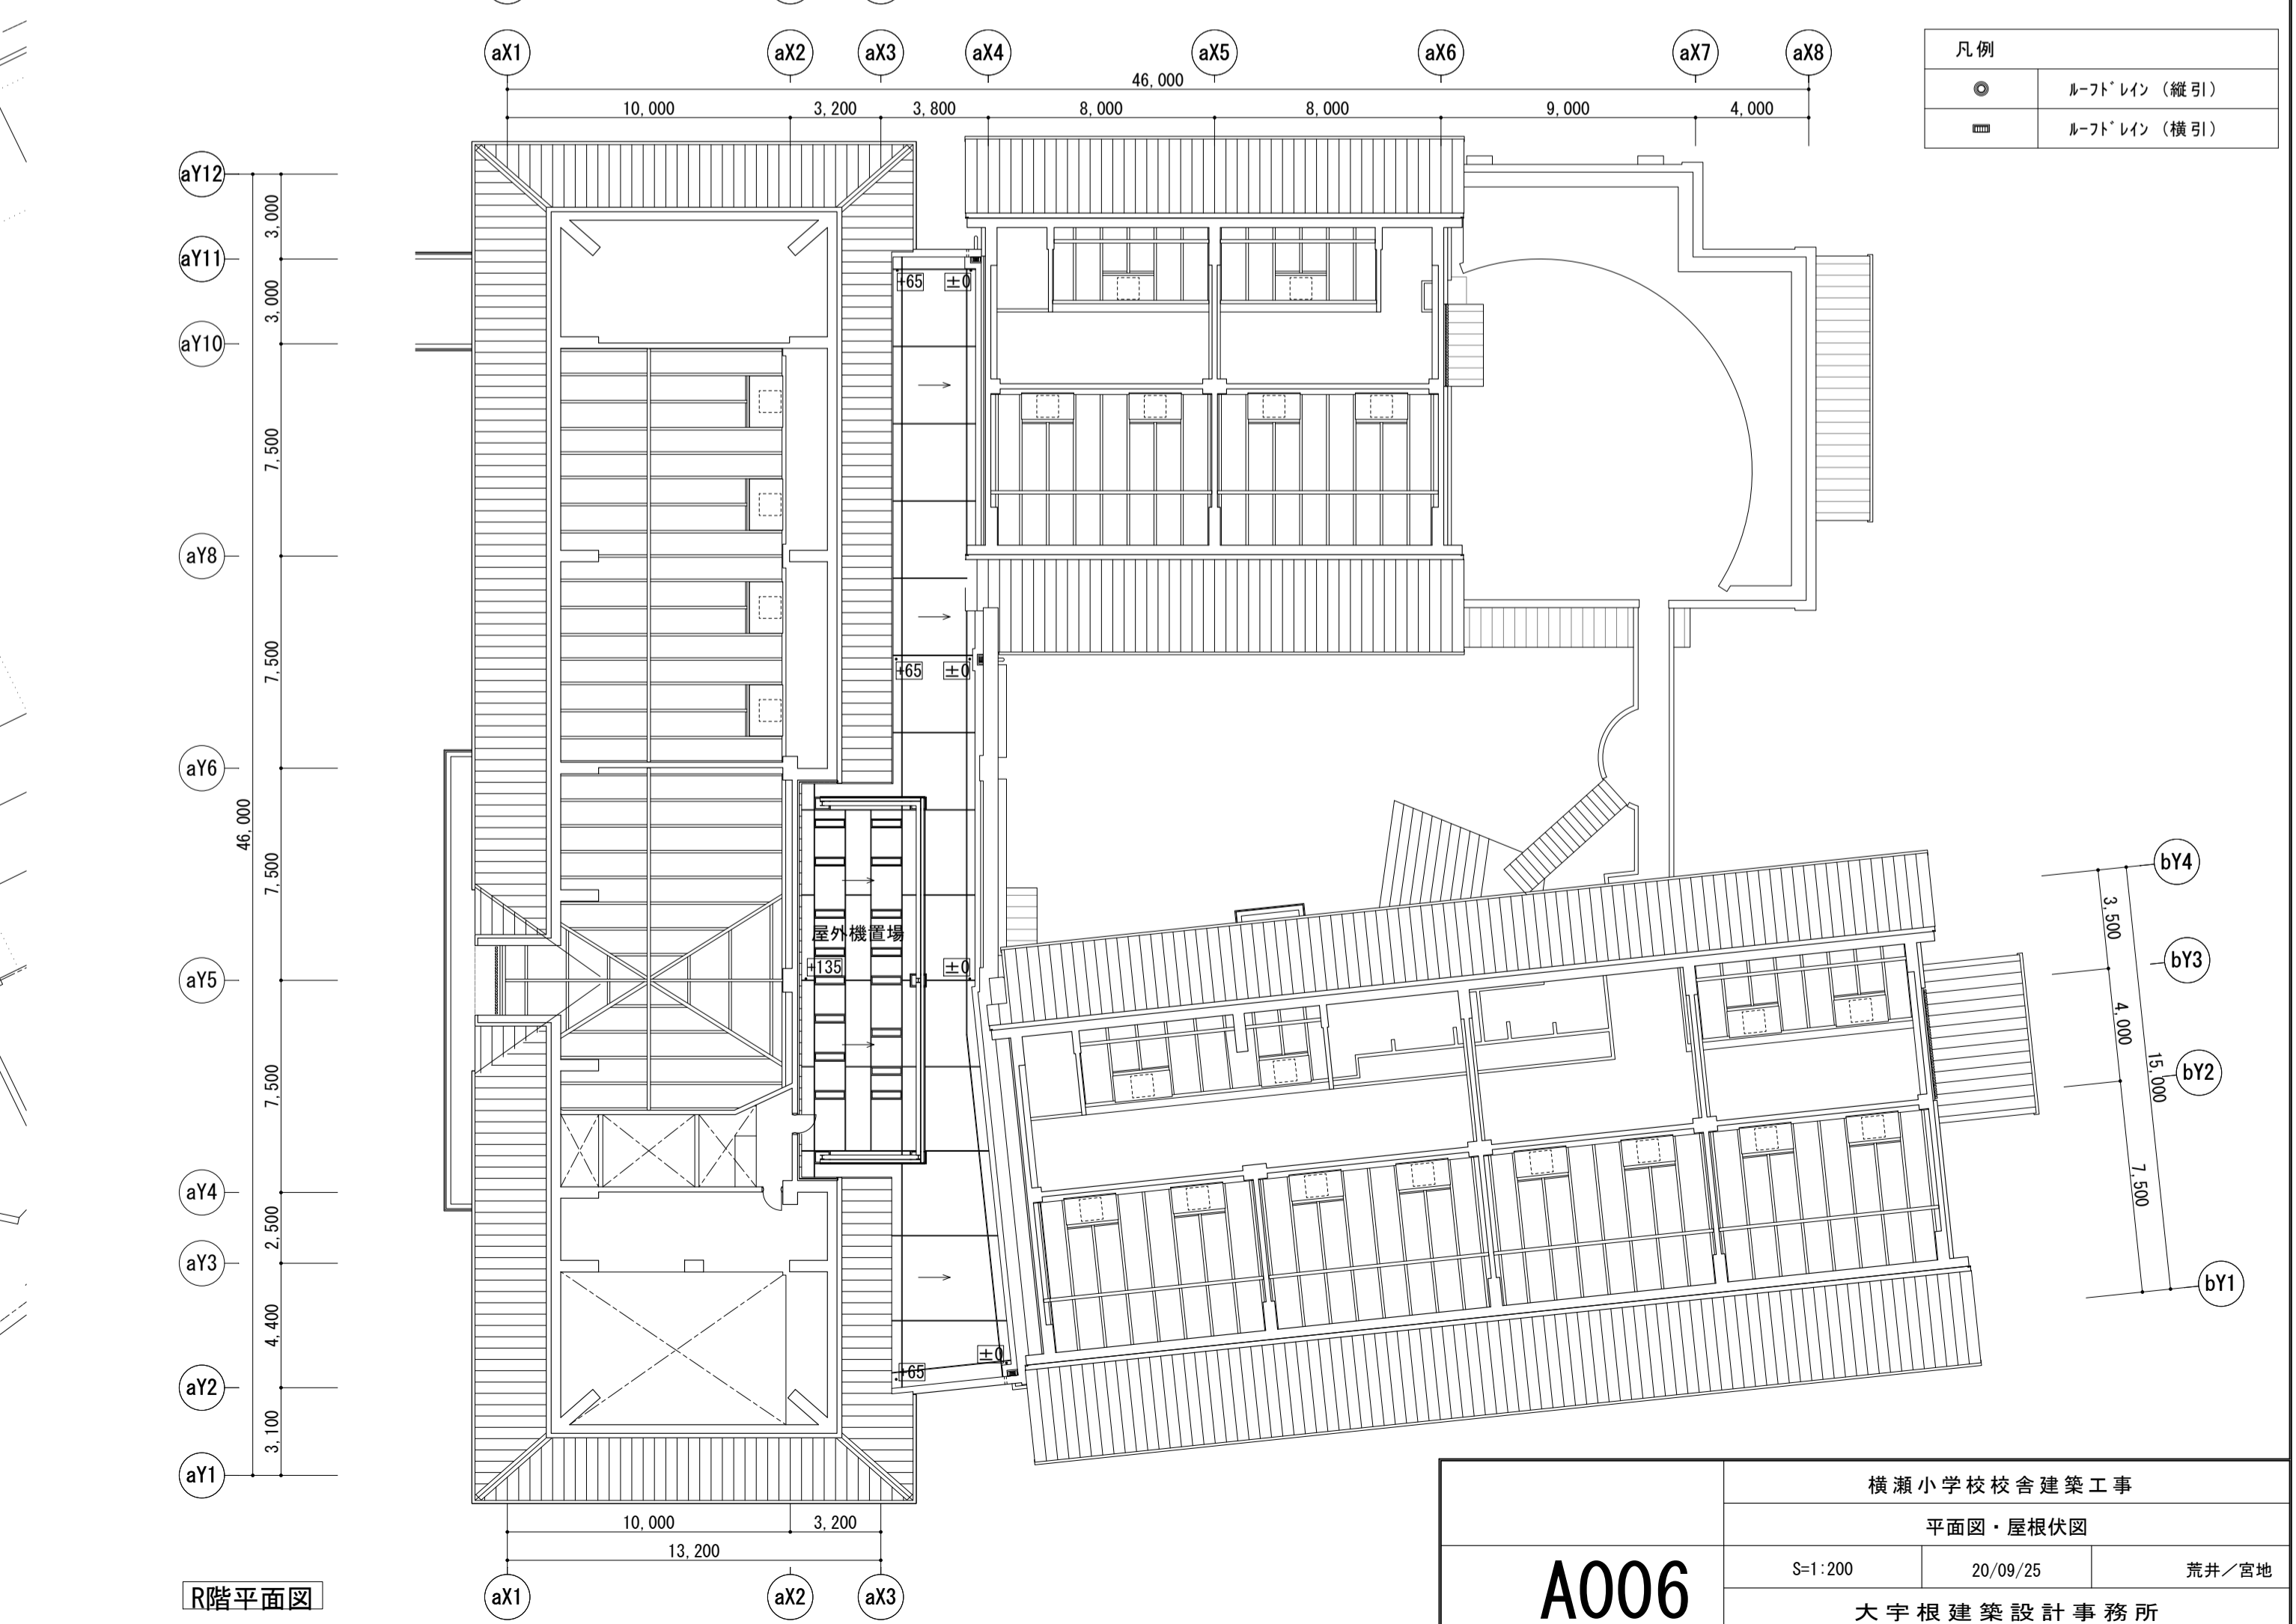 aX1 aX2 aX3 aX4 aX5 aX6 aX7 aX8
46,000
10,000 3,200 3,800 8,000 8,000 9,000 4,000
凡例
ルーフドレイン（縦引）
ルーフドレイン（横引）
aY12
3,000
aY11
3,000
aY10
7,500
aY8
7,500
aY6
46,000
7,500
aY5
7,500
aY4
2,500
aY3
4,400
aY2
3,100
aY1
+65 ±0
+65 ±0
屋外機置場
+135 ±0
±0
+65
bY4
3,500
bY3
4,000
15,000
bY2
7,500
bY1
10,000 3,200
13,200
aX1 aX2 aX3
R階平面図
横瀬小学校校舎建築工事
平面図・屋根伏図
A006
S=1:200 20/09/25 荒井／宮地
大宇根建築設計事務所